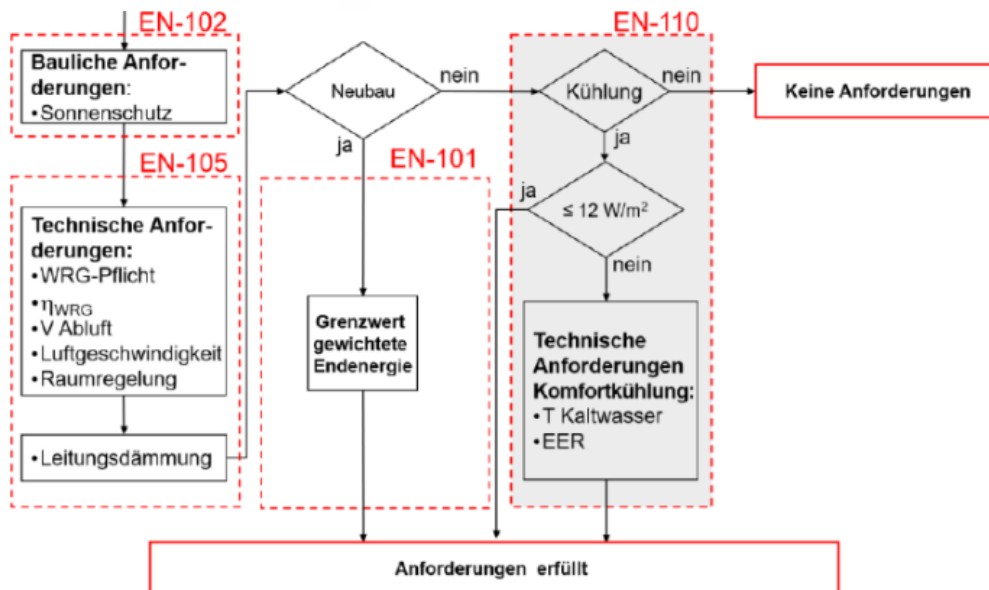 EN-102
Bauliche Anfor-
derungen:
•Sonnenschutz
EN-105
Technische Anfor-
derungen:
•WRG-Pflicht
•ηWRG
•V Abluft
•Luftgeschwindigkeit
•Raumregelung
•Leitungsdämmung
Neubau
nein
ja
EN-101
Grenzwert
gewichtete
Endenergie
EN-110
Kühlung
nein
ja
Keine Anforderungen
≤ 12 W/m²
ja
nein
Technische
Anforderungen
Komfortkühlung:
•T Kaltwasser
•EER
Anforderungen erfüllt